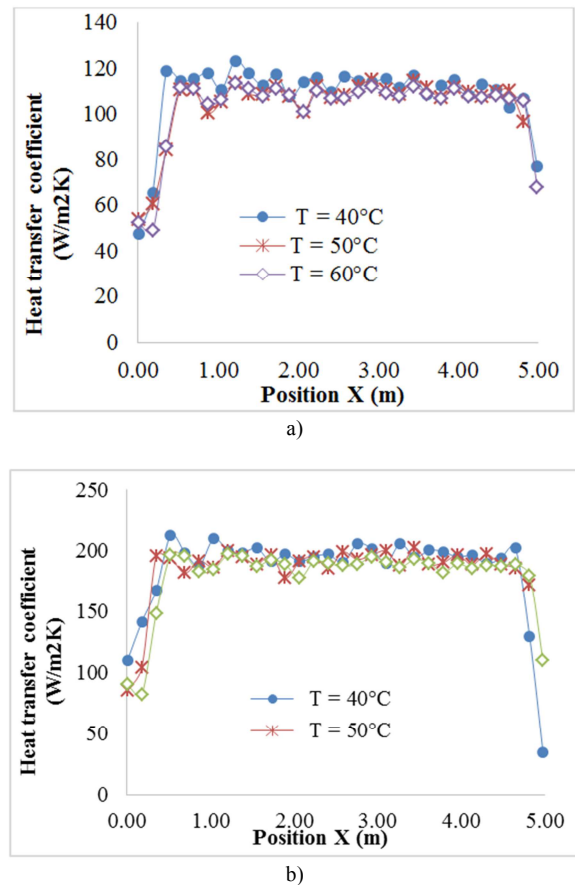 140
120
100
80
60
40
20
0
Heat transfer coefficient
(W/m2K)
T = 40°C
T = 50°C
T = 60°C
0.00 1.00 2.00 3.00 4.00 5.00
Position X (m)
a)
250
200
150
100
50
0
Heat transfer coefficient
(W/m2K)
T = 40°C
T = 50°C
0.00 1.00 2.00 3.00 4.00 5.00
Position X (m)
b)